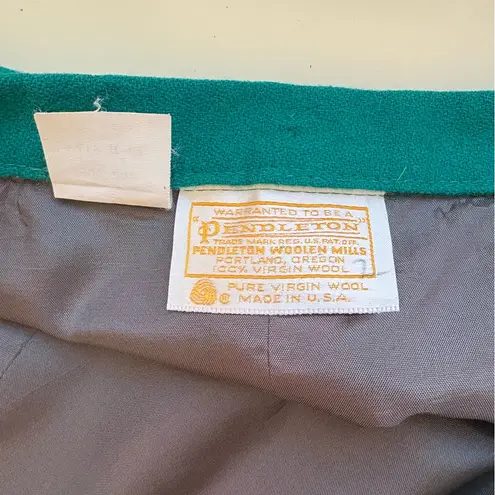 WARRANTED TO BE A
"PENDLETON"
TRADE MARK REG. U.S. PAT. OFF.
PENDLETON WOOLEN MILLS
PORTLAND, OREGON
100% VIRGIN WOOL
PURE VIRGIN WOOL
MADE IN U.S.A.